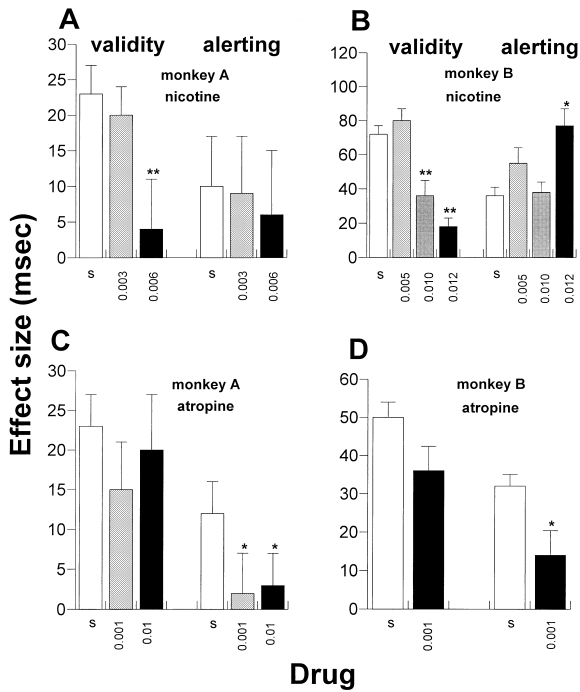 A
validity alerting
monkey A
nicotine
30
25
20
15
10
5
0
**
s 0.003 0.006 s 0.003 0.006
B
validity alerting
monkey B
nicotine
120
100
80
60
40
20
0
** ** *
s 0.005 0.010 0.012 s 0.005 0.010 0.012
Effect size (msec)
C
monkey A
atropine
30
25
20
15
10
5
0
* *
s 0.001 0.01 s 0.001 0.01
D
monkey B
atropine
60
50
40
30
20
10
0
*
s 0.001 s 0.001
Drug